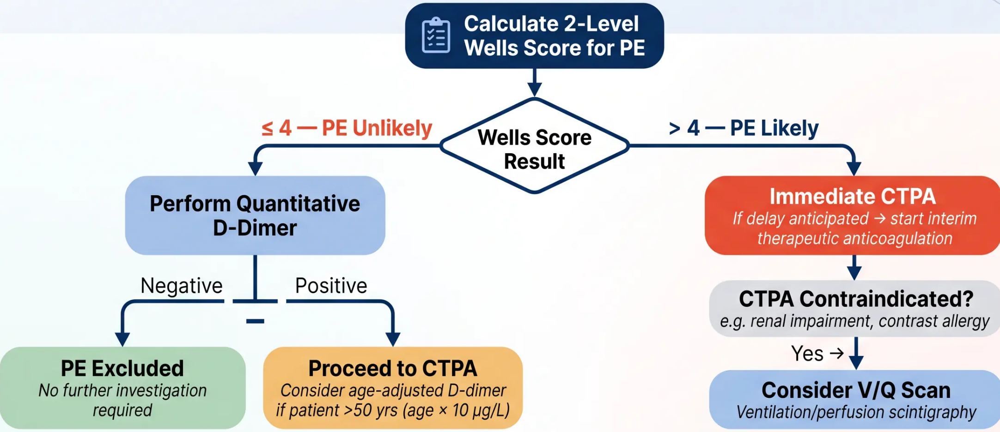 Calculate 2-Level
Wells Score for PE
≤ 4 — PE Unlikely
Wells Score
Result
> 4 — PE Likely
Perform Quantitative
D-Dimer
Immediate CTPA
If delay anticipated → start interim
therapeutic anticoagulation
Negative
Positive
CTPA Contraindicated?
e.g. renal impairment, contrast allergy
Yes →
PE Excluded
No further investigation
required
Proceed to CTPA
Consider age-adjusted D-dimer
if patient >50 yrs (age × 10 µg/L)
Consider V/Q Scan
Ventilation/perfusion scintigraphy